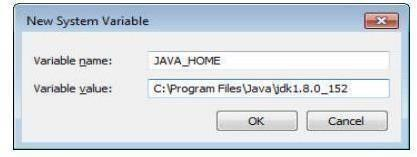 New System Variable
Variable name: JAVA_HOME
Variable value: C:\Program Files\Java\jdk1.8.0_152
OK Cancel